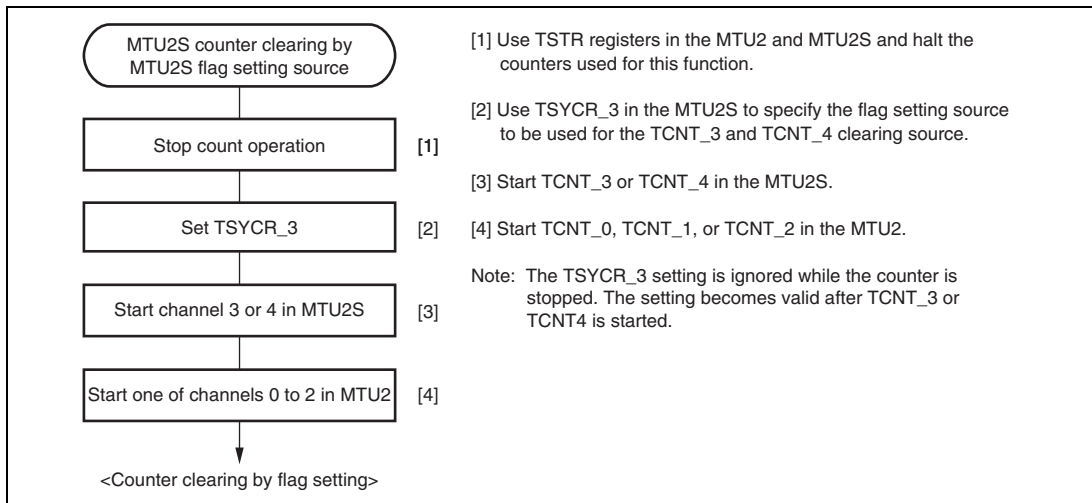 MTU2S counter clearing by
MTU2S flag setting source
Stop count operation
[1]
Set TSYCR_3
[2]
Start channel 3 or 4 in MTU2S
[3]
Start one of channels 0 to 2 in MTU2
[4]
<Counter clearing by flag setting>
[1] Use TSTR registers in the MTU2 and MTU2S and halt the
counters used for this function.
[2] Use TSYCR_3 in the MTU2S to specify the flag setting source
to be used for the TCNT_3 and TCNT_4 clearing source.
[3] Start TCNT_3 or TCNT_4 in the MTU2S.
[4] Start TCNT_0, TCNT_1, or TCNT_2 in the MTU2.
Note: The TSYCR_3 setting is ignored while the counter is
stopped. The setting becomes valid after TCNT_3 or
TCNT4 is started.